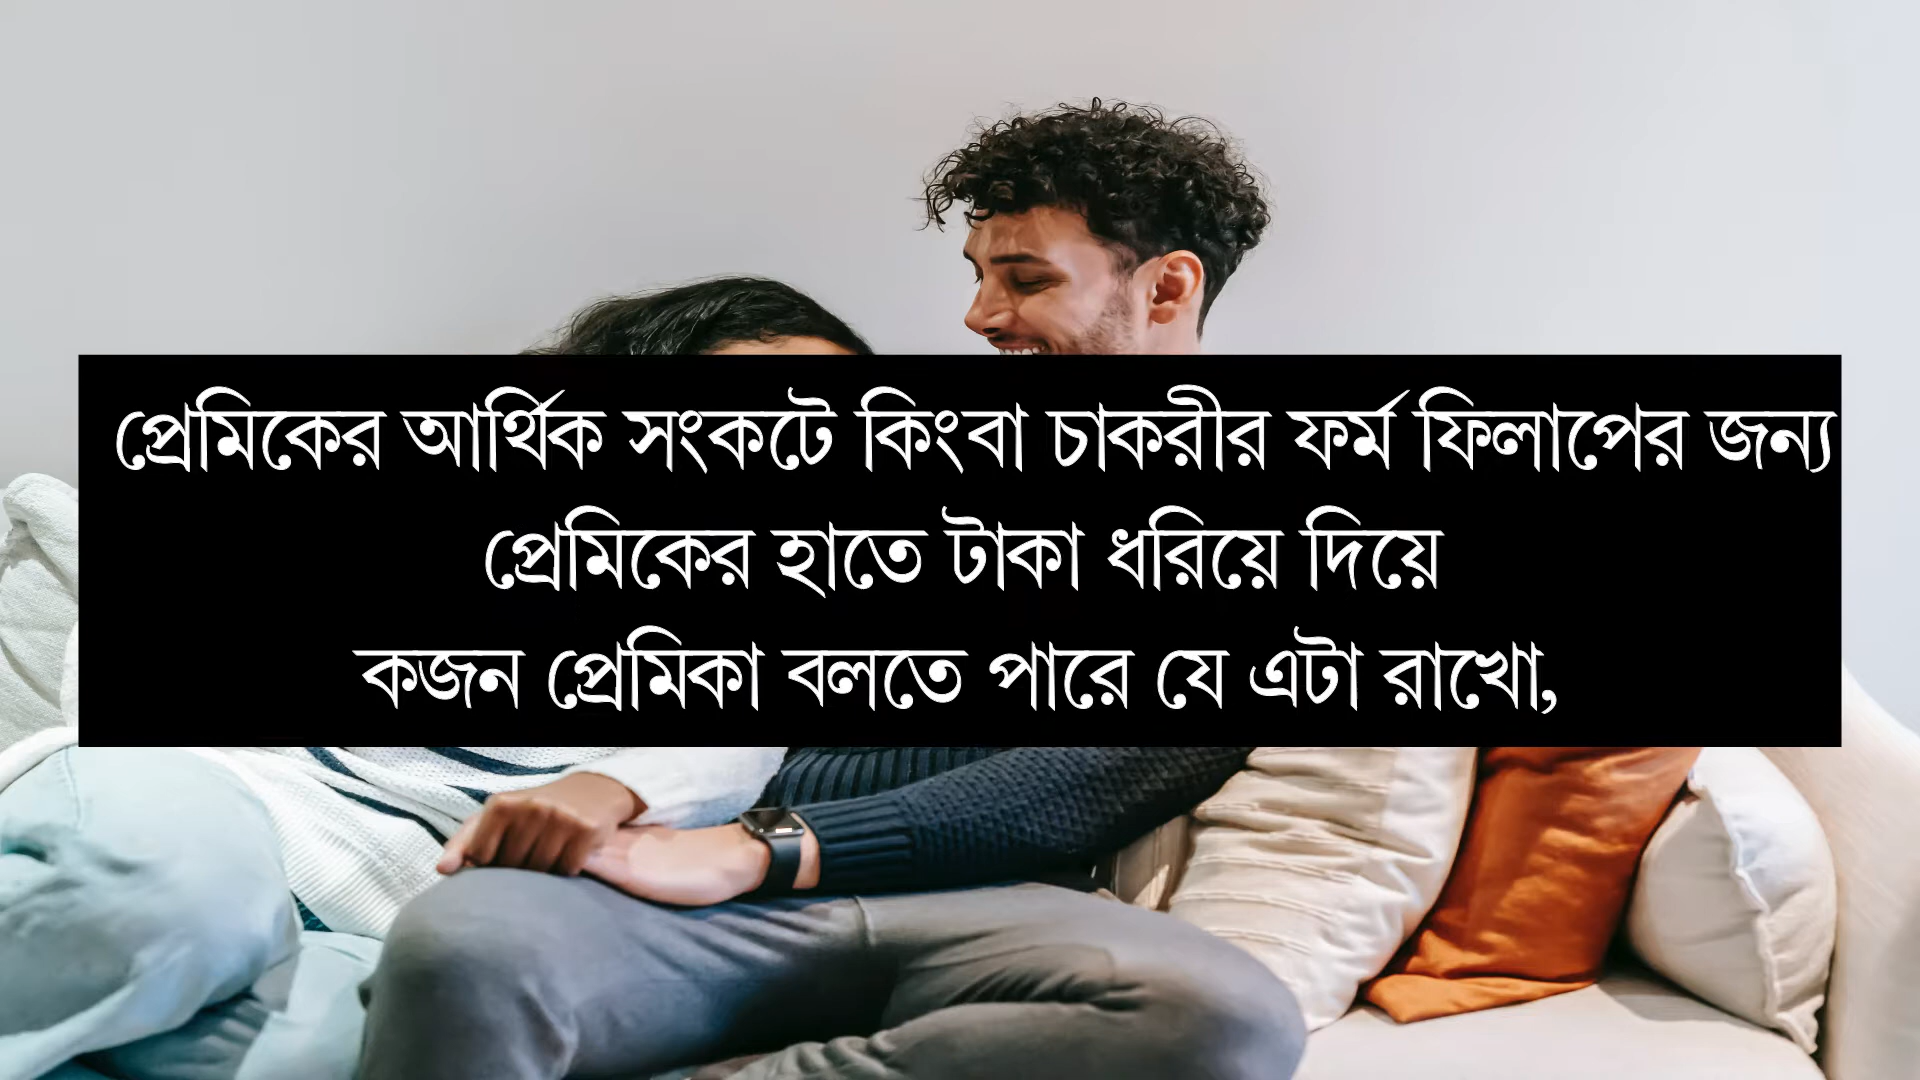 প্রেমিকের আর্থিক সংকটে কিংবা চাকরীর ফর্ম ফিলাপের জন্য
প্রেমিকের হাতে টাকা ধরিয়ে দিয়ে
কজন প্রেমিকা বলতে পারে যে এটা রাখো,